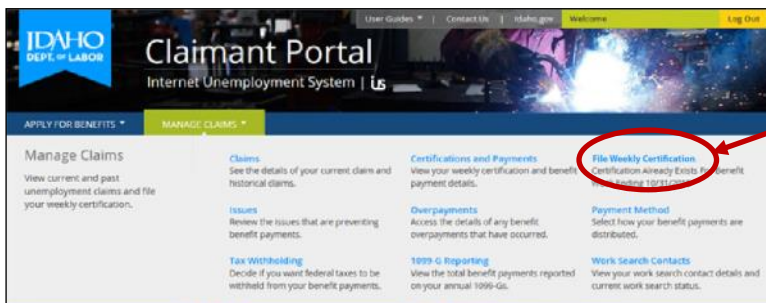 User Guides | Contact Us | Idaho.gov Welcome Log Out
IDAHO
DEPT. OF LABOR
Claimant Portal
Internet Unemployment System | ius
APPLY FOR BENEFITS MANAGE CLAIMS
Manage Claims
View current and past
unemployment claims and file
your weekly certification.
Claims
See the details of your current claim and
historical claims.
Issues
Review the issues that are preventing
benefit payments.
Tax Withholding
Decide if you want federal taxes to be
withheld from your benefit payments.
Certifications and Payments
View your weekly certification and benefit
payment details.
Overpayments
Access the details of any benefit
overpayments that have occurred.
1099-G Reporting
View the total benefit payments reported
on your annual 1099-Gs.
File Weekly Certification
Certification Already Exists For Benefit
Week Ending
Payment Method
Select how your benefit payments are
distributed.
Work Search Contacts
View your work search contact details and
current work search status.